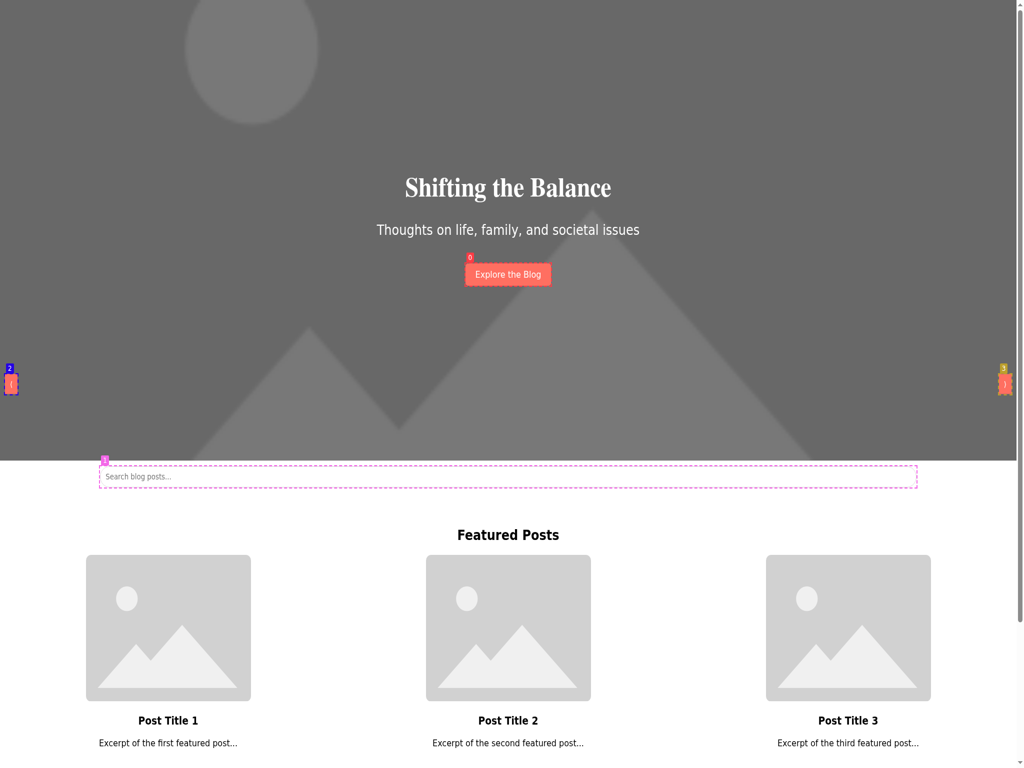 Shifting the Balance
Thoughts on life, family, and societal issues
0
Explore the Blog
2
⟨
3
⟩
1
Search blog posts...
Featured Posts
Post Title 1
Post Title 2
Post Title 3
Excerpt of the first featured post...
Excerpt of the second featured post...
Excerpt of the third featured post...